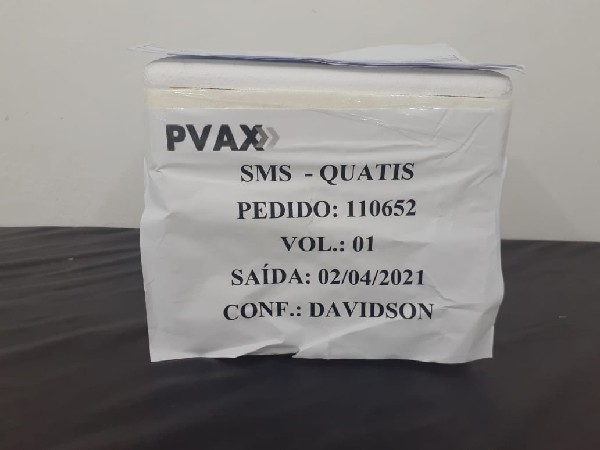 PVAX
SMS - QUATIS
PEDIDO: 110652
VOL.: 01
SAÍDA: 02/04/2021
CONF.: DAVIDSON